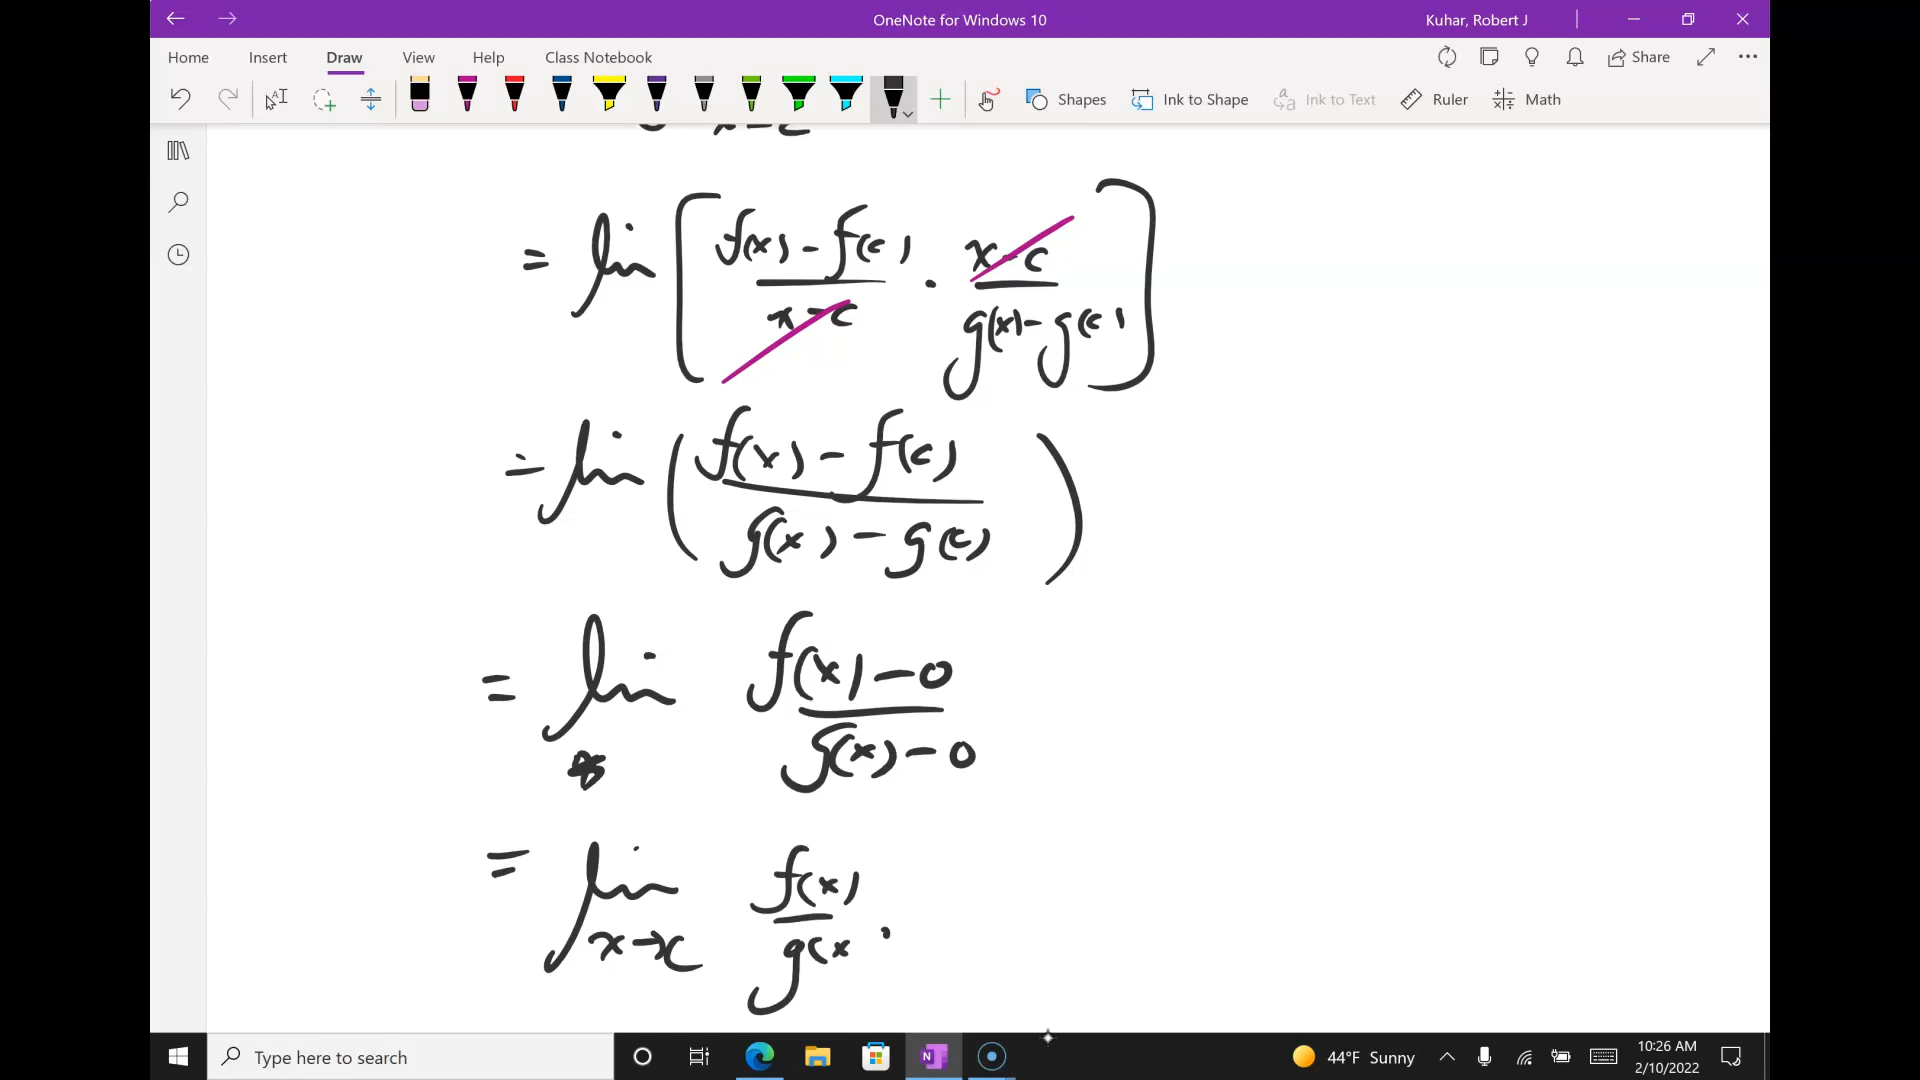 OneNote for Windows 10
Kuhar, Robert J
Home Insert Draw View Help Class Notebook Share
Shapes Ink to Shape Ink to Text Ruler Math
x - c
= lim [ f(x) - f(c) / x - c · x - c / g(x) - g(c) ]
= lim ( f(x) - f(c) / g(x) - g(c) )
= lim f(x) - 0 / g(x) - 0
= lim x→c f(x) / g(x .
Type here to search
44°F Sunny
10:26 AM
2/10/2022